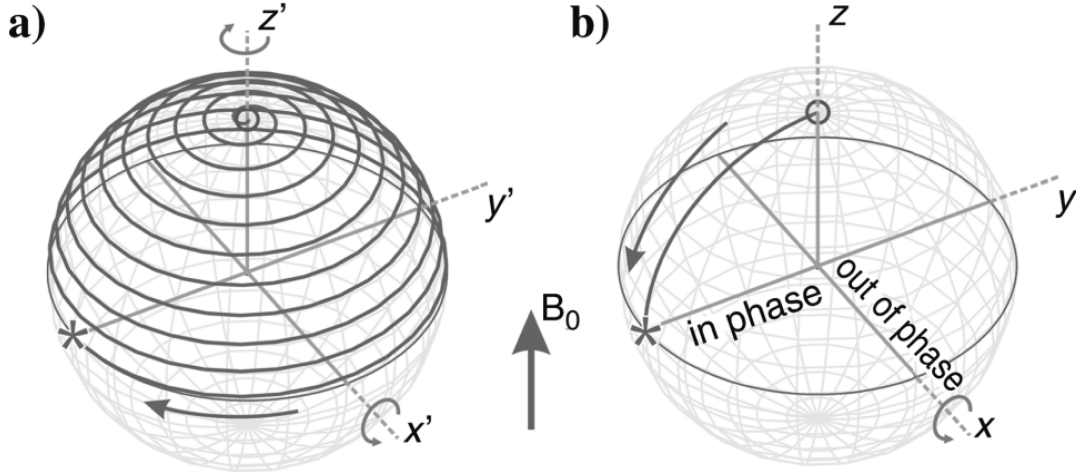 a)
z'
y'
x'
B₀
b)
z
y
x
in phase
out of phase